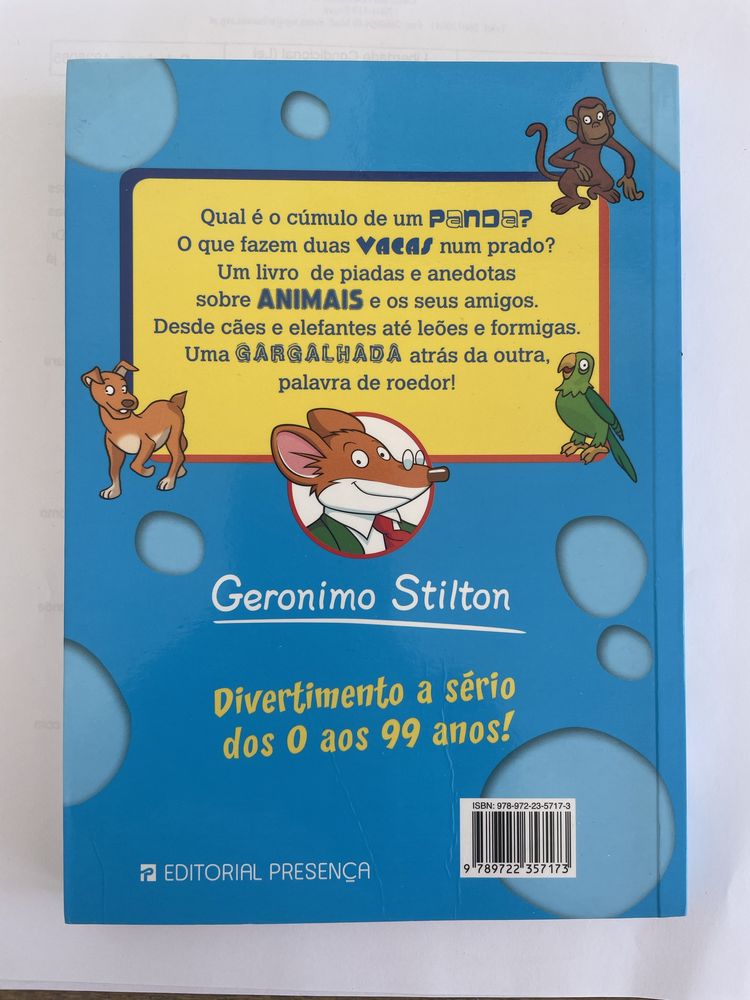 Qual é o cúmulo de um PANDA?
O que fazem duas VACAS num prado?
Um livro de piadas e anedotas
sobre ANIMAIS e os seus amigos.
Desde cães e elefantes até leões e formigas.
Uma GARGALHADA atrás da outra,
palavra de roedor!
Geronimo Stilton
Divertimento a sério
dos 0 aos 99 anos!
ISBN: 978-972-23-5717-3
9 789722 357173
EDITORIAL PRESENÇA